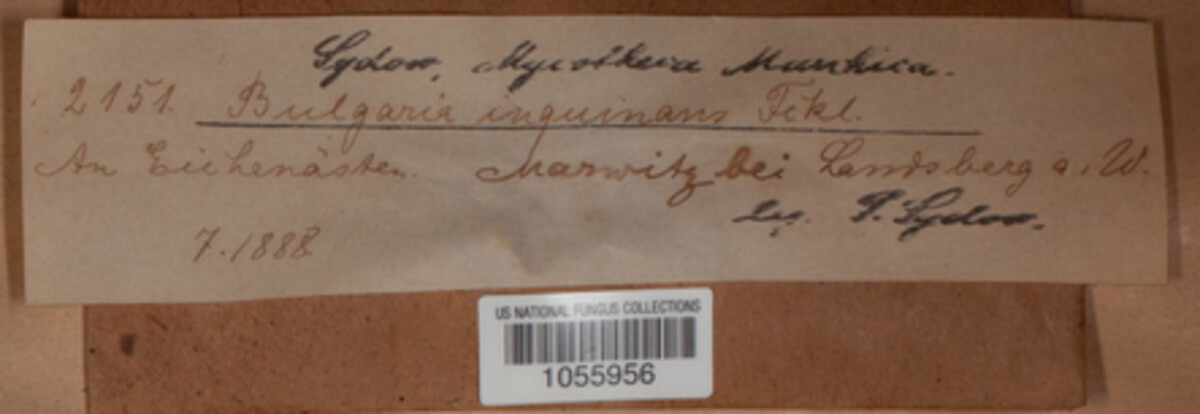 Sydow, Mycotheca Marchica.
2151. Bulgaria inquinans Fckl.
An Eichenästen. Marwitz bei Landsberg a. W.
Leg. P. Sydow.
7.1888
US NATIONAL FUNGUS COLLECTIONS
1055956